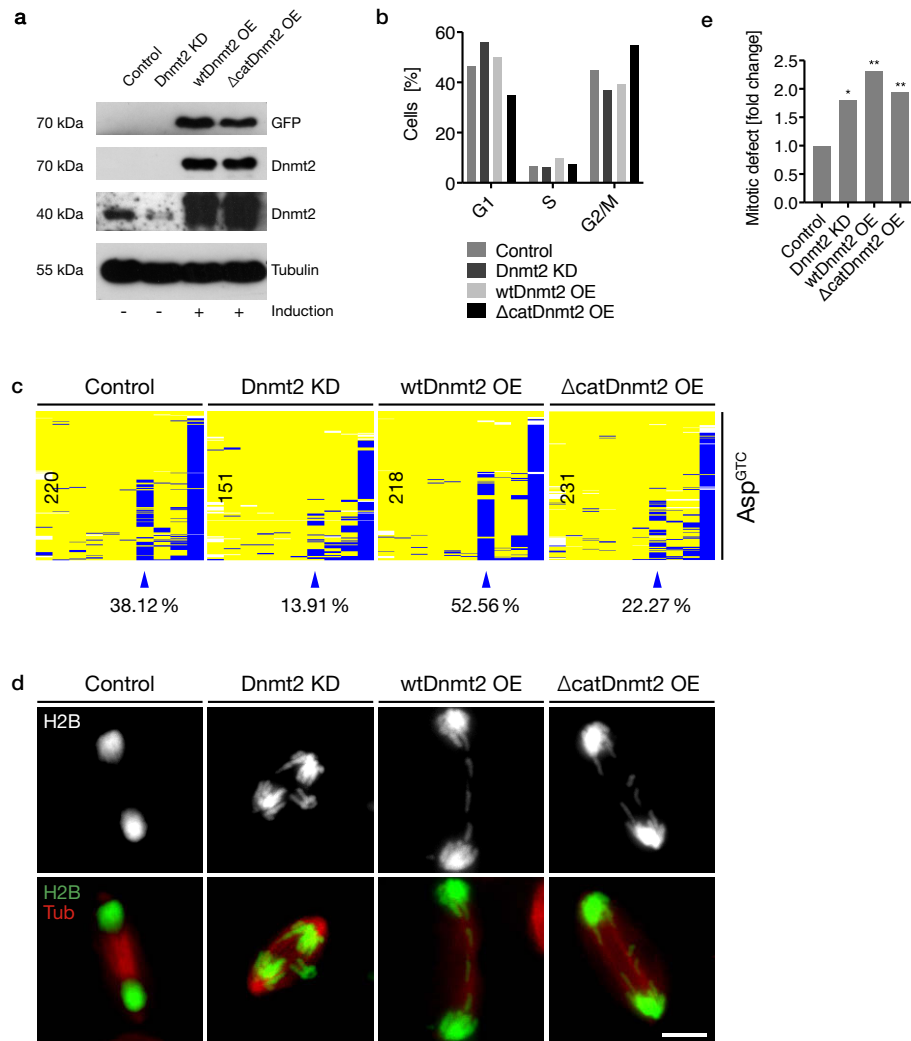 a
Control
Dnmt2 KD
wtDnmt2 OE
ΔcatDnmt2 OE
70 kDa
GFP
70 kDa
Dnmt2
40 kDa
Dnmt2
55 kDa
Tubulin
- - + + Induction
b
Cells [%]
60
40
20
0
G1
S
G2/M
Control
Dnmt2 KD
wtDnmt2 OE
ΔcatDnmt2 OE
e
Mitotic defect [fold change]
2.5
2.0
1.5
1.0
0.5
0.0
*
**
**
Control
Dnmt2 KD
wtDnmt2 OE
ΔcatDnmt2 OE
c
Control Dnmt2 KD wtDnmt2 OE ΔcatDnmt2 OE
220
151
218
231
Asp^GTC
38.12 % 13.91 % 52.56 % 22.27 %
d
Control Dnmt2 KD wtDnmt2 OE ΔcatDnmt2 OE
H2B
H2B
Tub